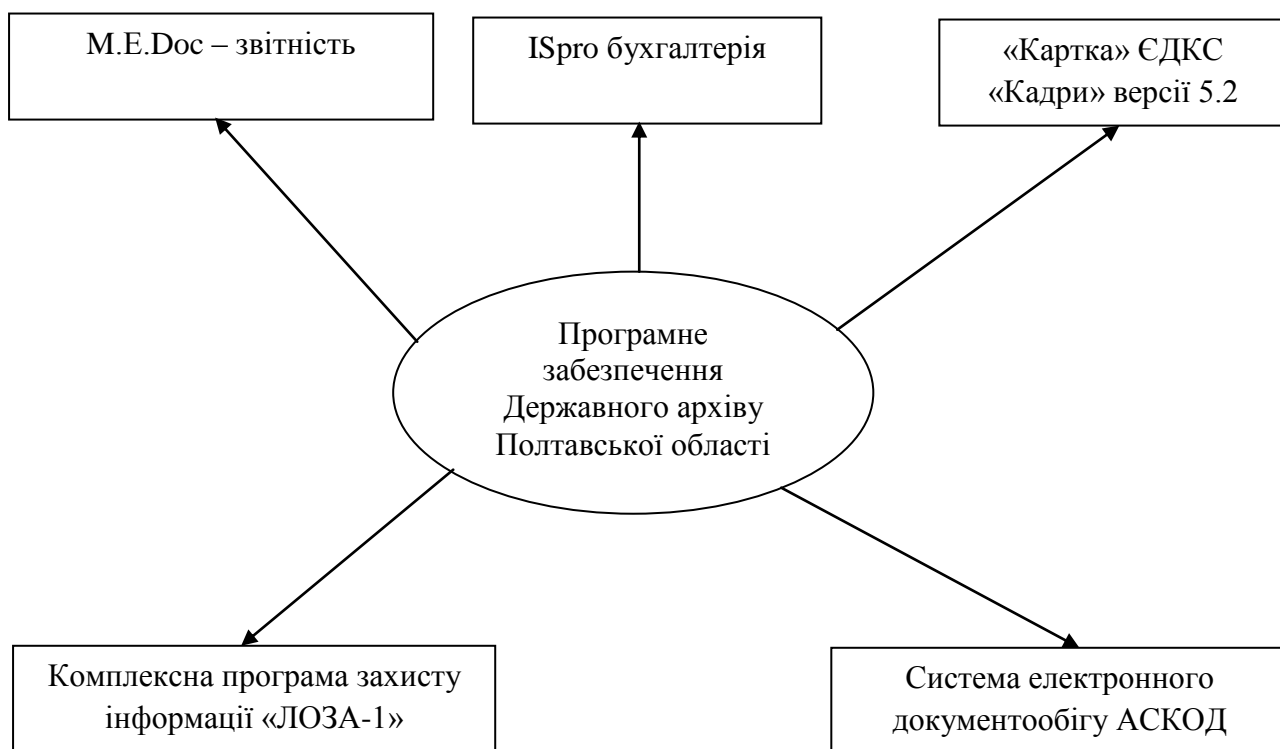 M.E.Doc – звітність
ISpro бухгалтерія
«Картка» ЄДКС
«Кадри» версії 5.2
Програмне
забезпечення
Державного архіву
Полтавської області
Комплексна програма захисту
інформації «ЛОЗА-1»
Система електронного
документообігу АСКОД